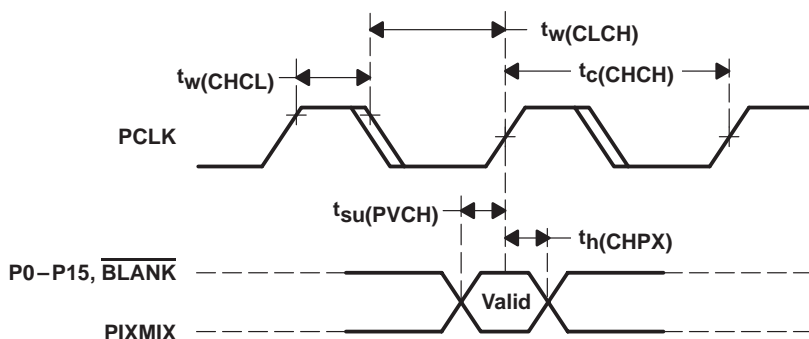 tw(CLCH)
tw(CHCL)
tc(CHCH)
PCLK
tsu(PVCH)
th(CHPX)
P0–P15, BLANK
Valid
PIXMIX